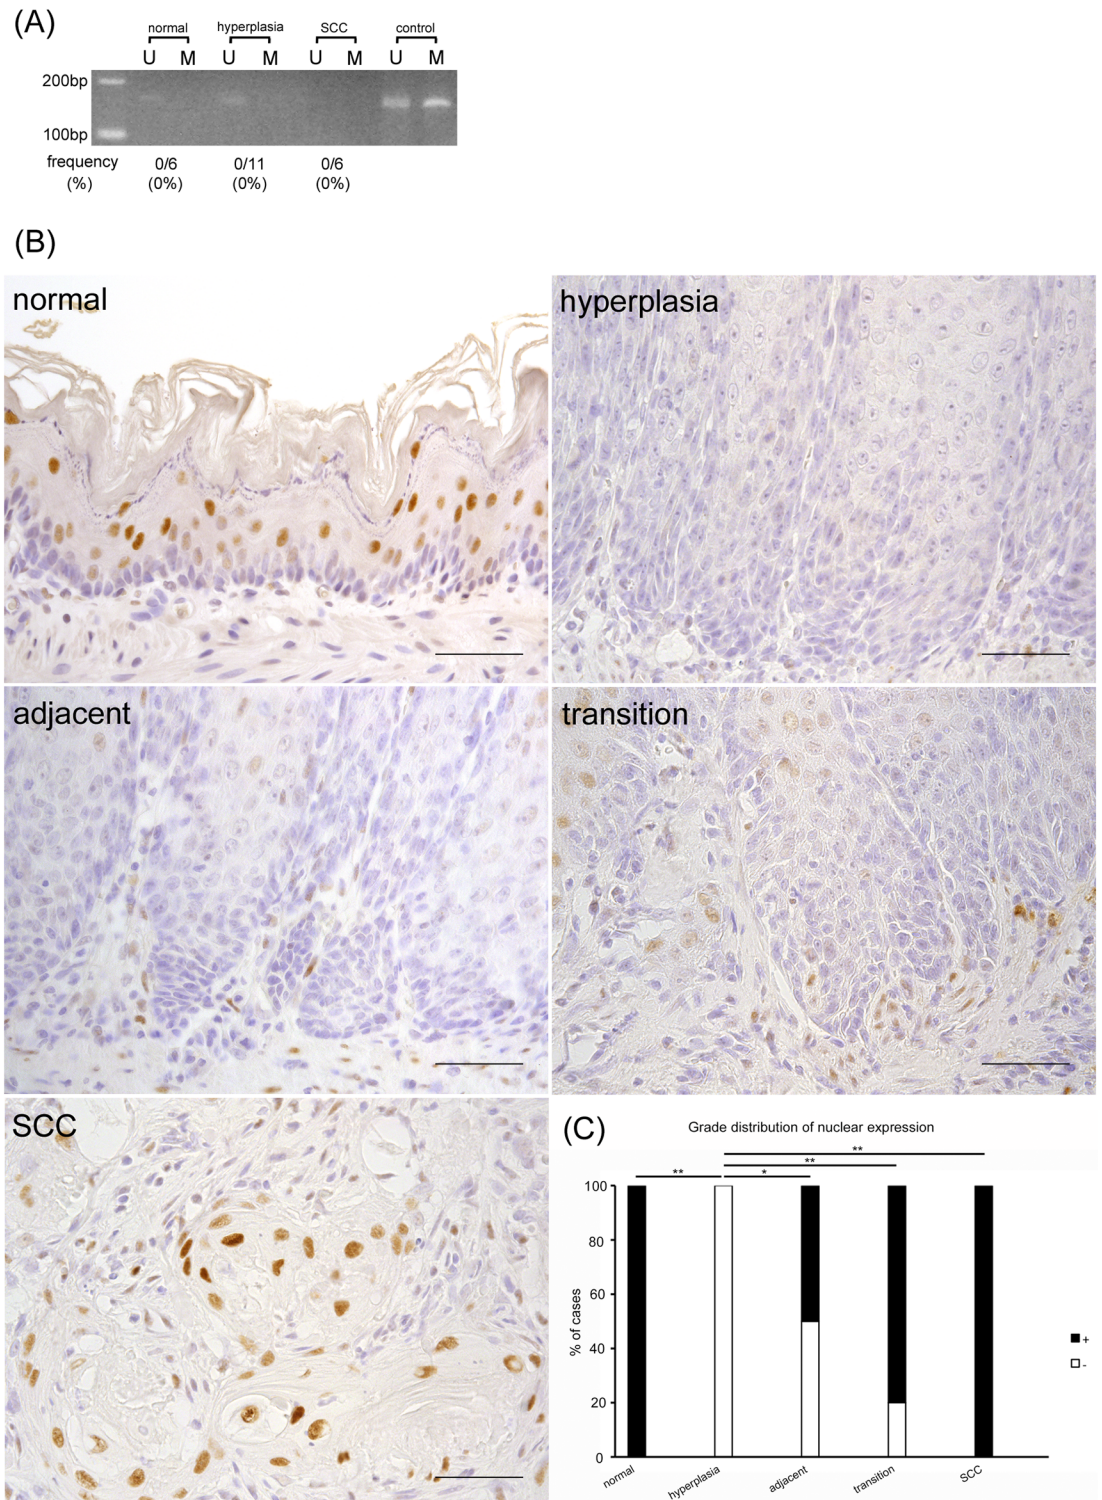 (A)
normal hyperplasia SCC control
U M U M U M U M
200bp
100bp
frequency 0/6 0/11 0/6
(%) (0%) (0%) (0%)
(B)
normal
hyperplasia
adjacent
transition
SCC
(C)
Grade distribution of nuclear expression
**
**
** *
100
80
60
40
20
0
% of cases
+
-
normal hyperplasia adjacent transition SCC